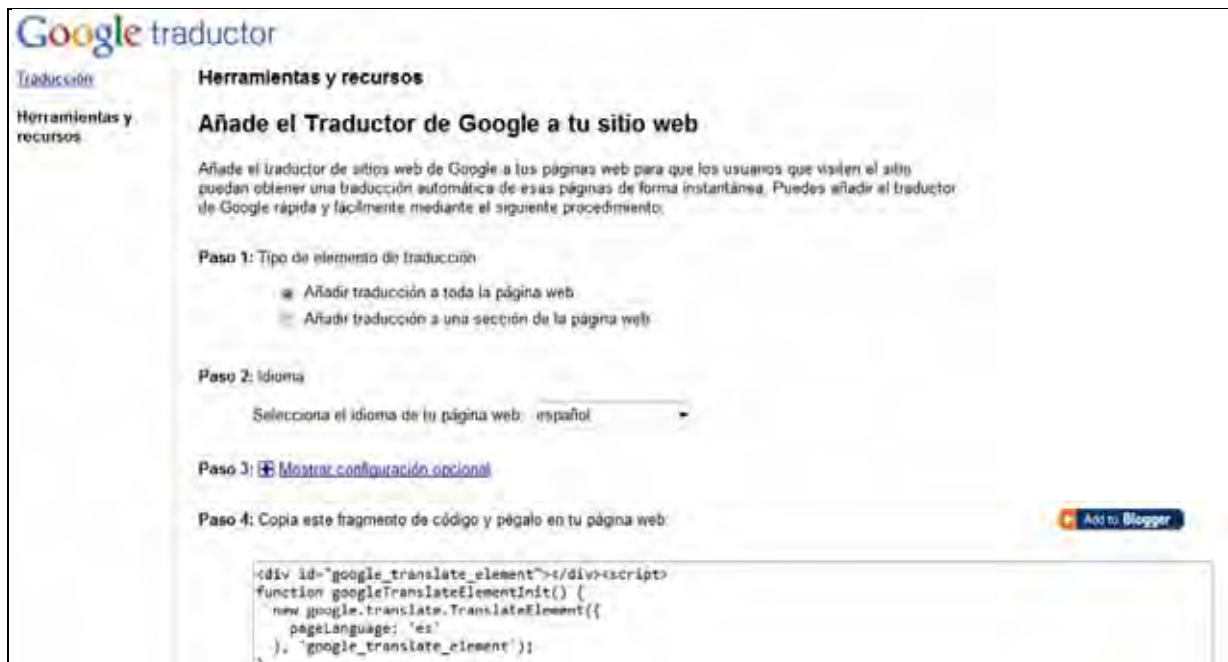 Google traductor
Traducción
Herramientas y recursos
Herramientas y
recursos
Añade el Traductor de Google a tu sitio web
Añade el traductor de sitios web de Google a tus páginas web para que los usuarios que visiten el sitio
puedan obtener una traducción automática de esas páginas de forma instantánea. Puedes añadir el traductor
de Google rápida y fácilmente mediante el siguiente procedimiento:
Paso 1: Tipo de elemento de traducción
Añadir traducción a toda la página web
Añadir traducción a una sección de la página web
Paso 2: Idioma
Selecciona el idioma de tu página web: español
Paso 3: Mostrar configuración opcional
Paso 4: Copia este fragmento de código y pégalo en tu página web:
Add to Blogger
<div id="google_translate_element"></div><script>
function googleTranslateElementInit() {
  new google.translate.TranslateElement({
    pageLanguage: 'es'
  }, 'google_translate_element');
}